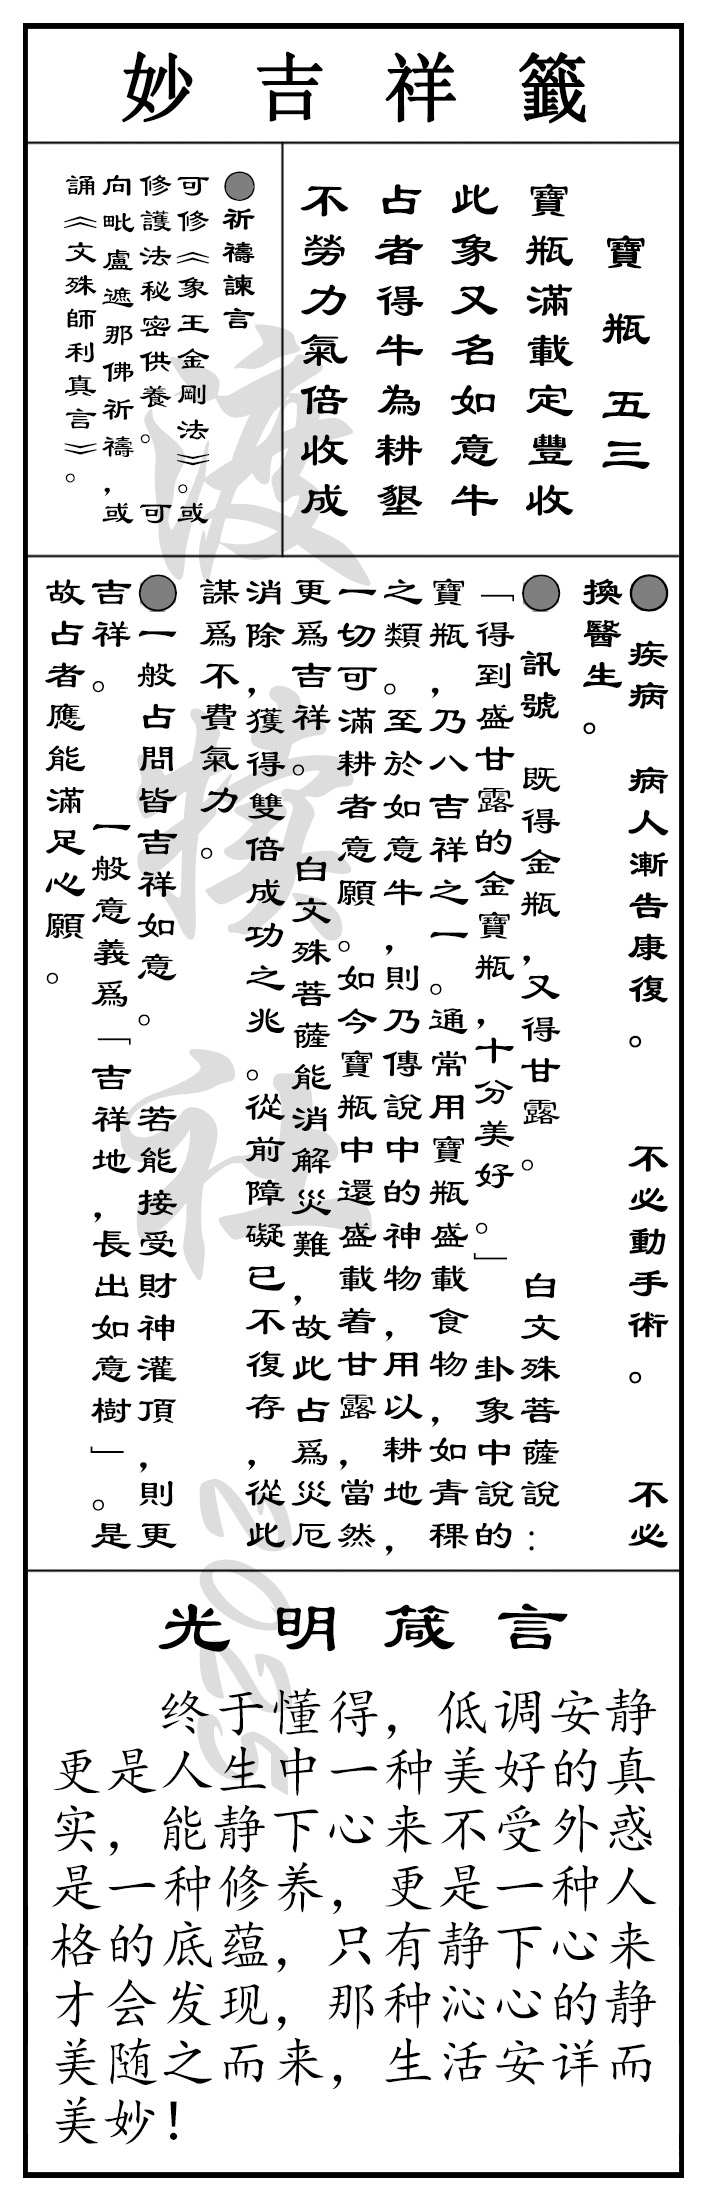 妙吉祥籤
寶瓶 五三
寶瓶滿載定豐收
此象又名如意牛
占者得牛為耕墾
不勞力氣倍收成
●祈禱諫言
可修《象王金剛法》。或
修護法秘密供養。 可
向毗盧遮那佛祈禱,或
誦《文殊師利真言》。
● 疾病 病人漸告康復。 不必動手術。 不必
換醫生。
● 訊號 既得金瓶,又得甘露。 白文殊菩薩說:
「得到盛甘露的金寶瓶,十分美好。」 卦象中說的
寶瓶,乃八吉祥之一。通常用寶瓶盛載食物,如青稞
之類。至於如意牛,則乃傳說中的神物,用以耕地,
一切可滿耕者意願。如今寶瓶中還盛載着甘露,當然
更爲吉祥。 白文殊菩薩能消解災難,故此占爲災厄
消除,獲得雙倍成功之兆。從前障礙已不復存,從此
謀爲不費氣力。
●一般占問皆吉祥如意。 若能接受財神灌頂,則更
吉祥。 一般意義爲「吉祥地,長出如意樹」。是
故占者應能滿足心願。
光明箴言
终于懂得，低调安静
更是人生中一种美好的真
实，能静下心来不受外惑
是一种修养，更是一种人
格的底蕴，只有静下心来
才会发现，那种沁心的静
美随之而来，生活安详而
美妙！
渡犊社 2025